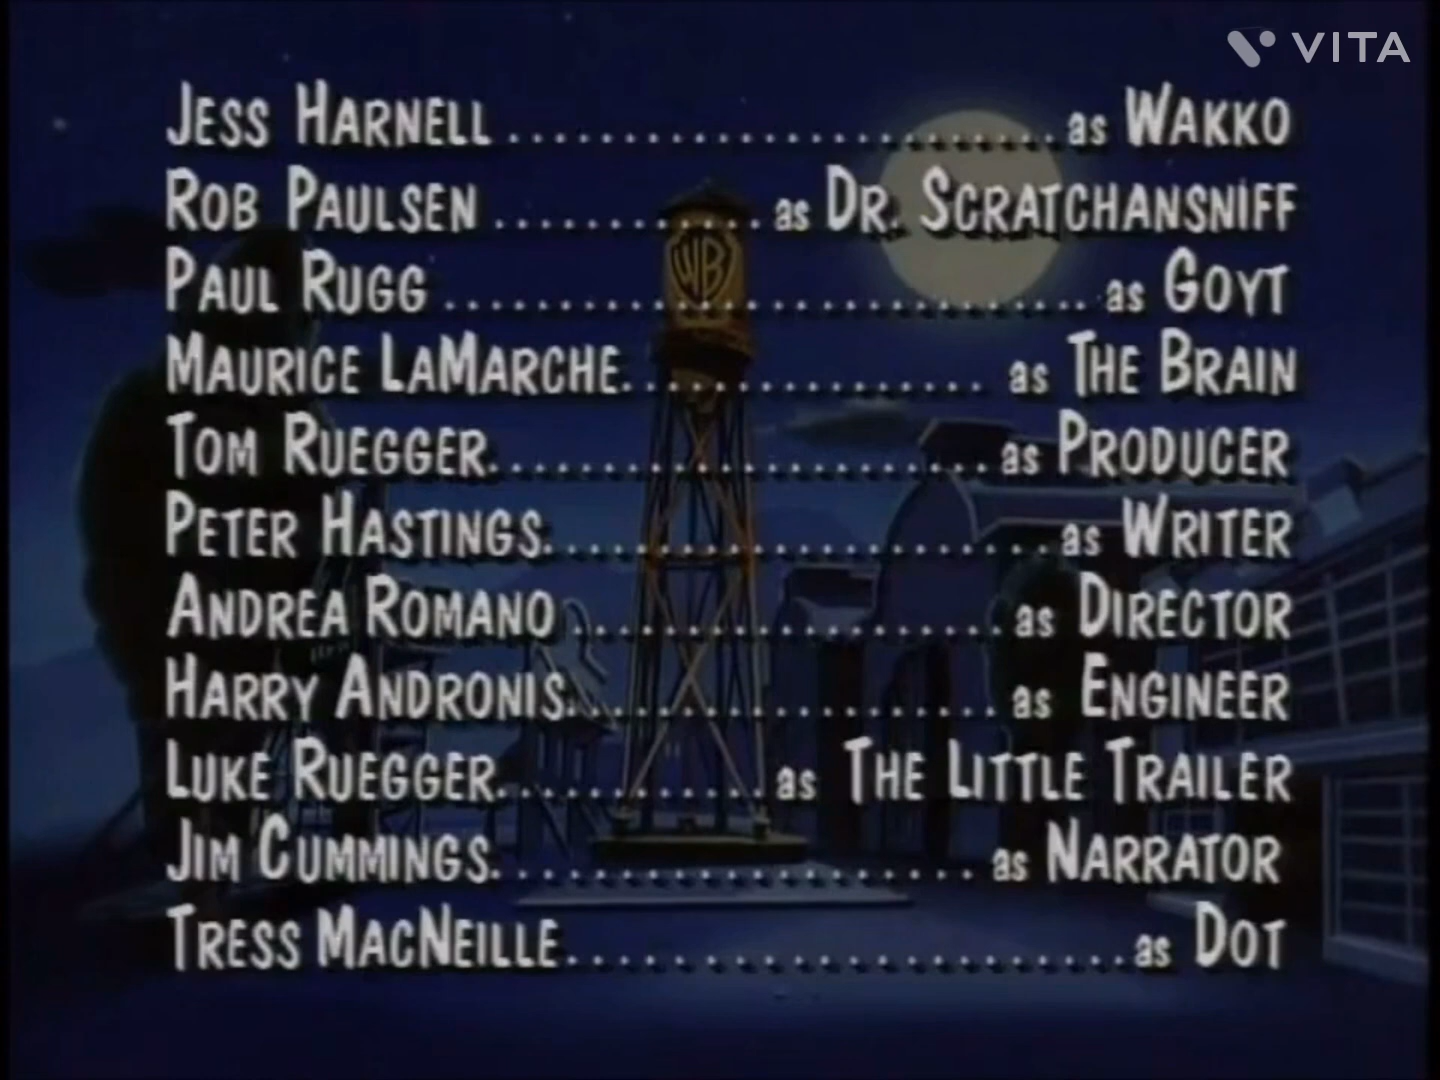 VITA
JESS HARNELL........................as WAKKO
ROB PAULSEN............as DR. SCRATCHANSNIFF
WB
PAUL RUGG.............................as GOYT
MAURICE LAMARCHE................ as THE BRAIN
TOM RUEGGER......................as PRODUCER
PETER HASTINGS......................as WRITER
ANDREA ROMANO...................as DIRECTOR
HARRY ANDRONIS..................as ENGINEER
LUKE RUEGGER............as THE LITTLE TRAILER
JIM CUMMINGS.....................as NARRATOR
TRESS MACNEILLE........................as DOT